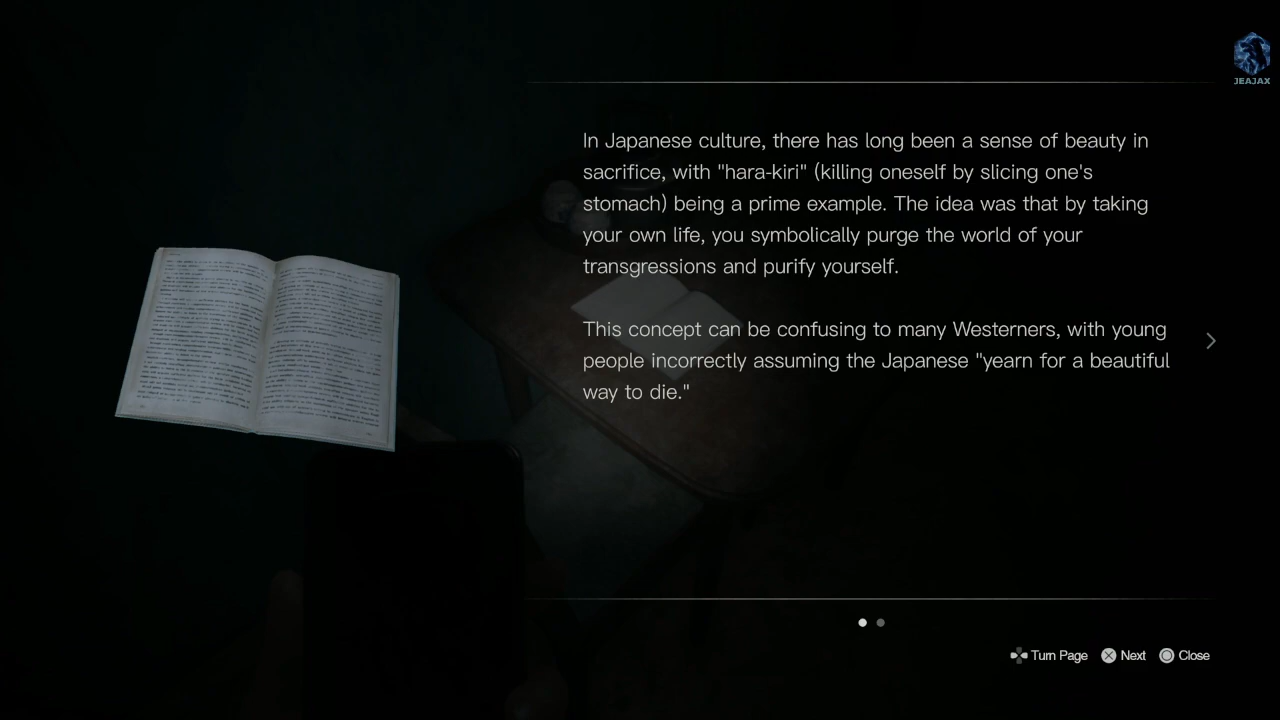 JEAJAX
In Japanese culture, there has long been a sense of beauty in
sacrifice, with "hara-kiri" (killing oneself by slicing one's
stomach) being a prime example. The idea was that by taking
your own life, you symbolically purge the world of your
transgressions and purify yourself.
This concept can be confusing to many Westerners, with young
people incorrectly assuming the Japanese "yearn for a beautiful
way to die."
Turn Page Next Close